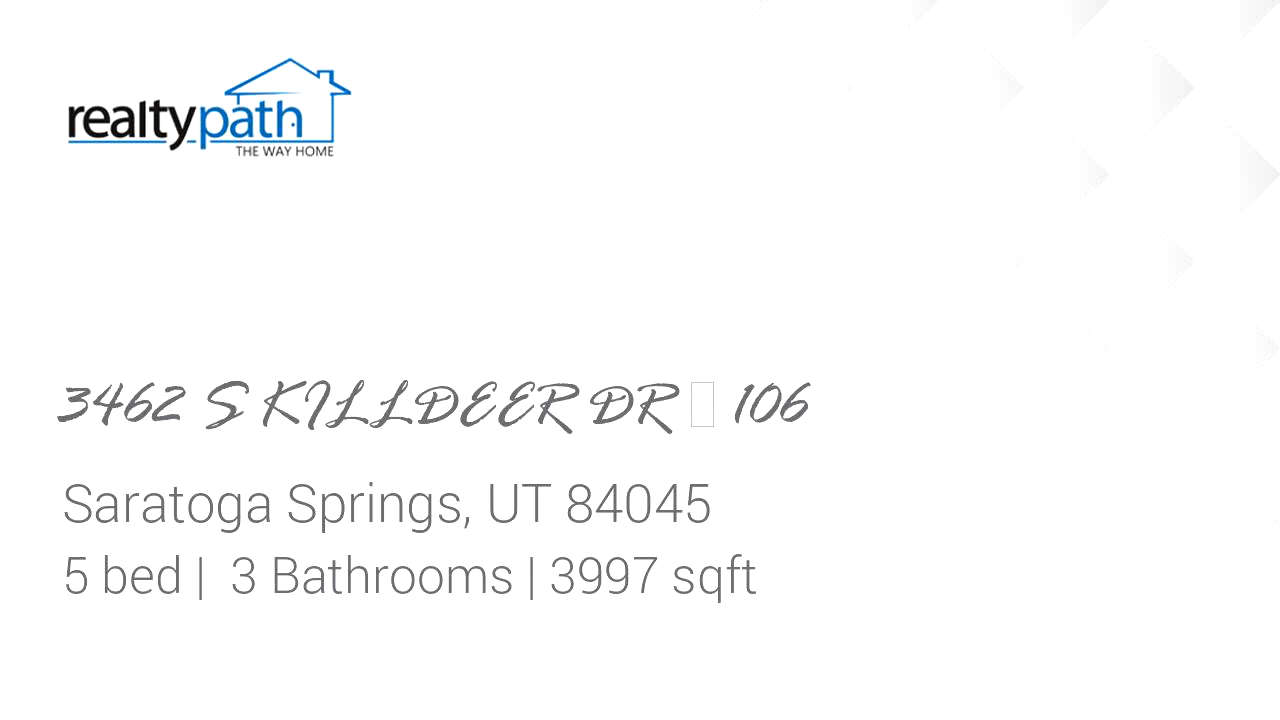 realtypath
THE WAY HOME
3462 S KILLDEER DR 106
Saratoga Springs, UT 84045
5 bed | 3 Bathrooms | 3997 sqft